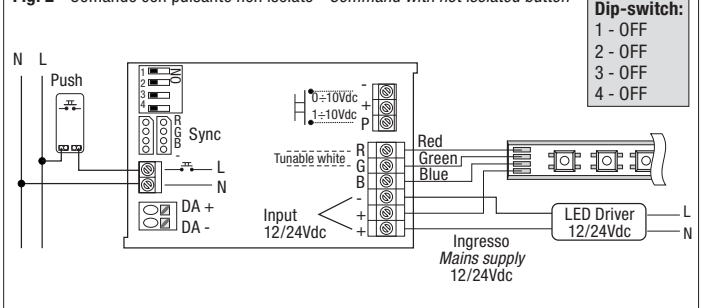 Fig. 2 - Comando con pulsante non isolato - Command with not isolated button
Dip-switch:
1 - OFF
2 - OFF
3 - OFF
4 - OFF
N L
Push
1
2
3
4
ON
R
G
B
-
Sync
L
N
DA +
DA -
0÷10Vdc
1÷10Vdc
-
+
P
Tunable white
R
G
B
-
+
+
Red
Green
Blue
Input
12/24Vdc
Ingresso
Mains supply
12/24Vdc
LED Driver
12/24Vdc
L
N